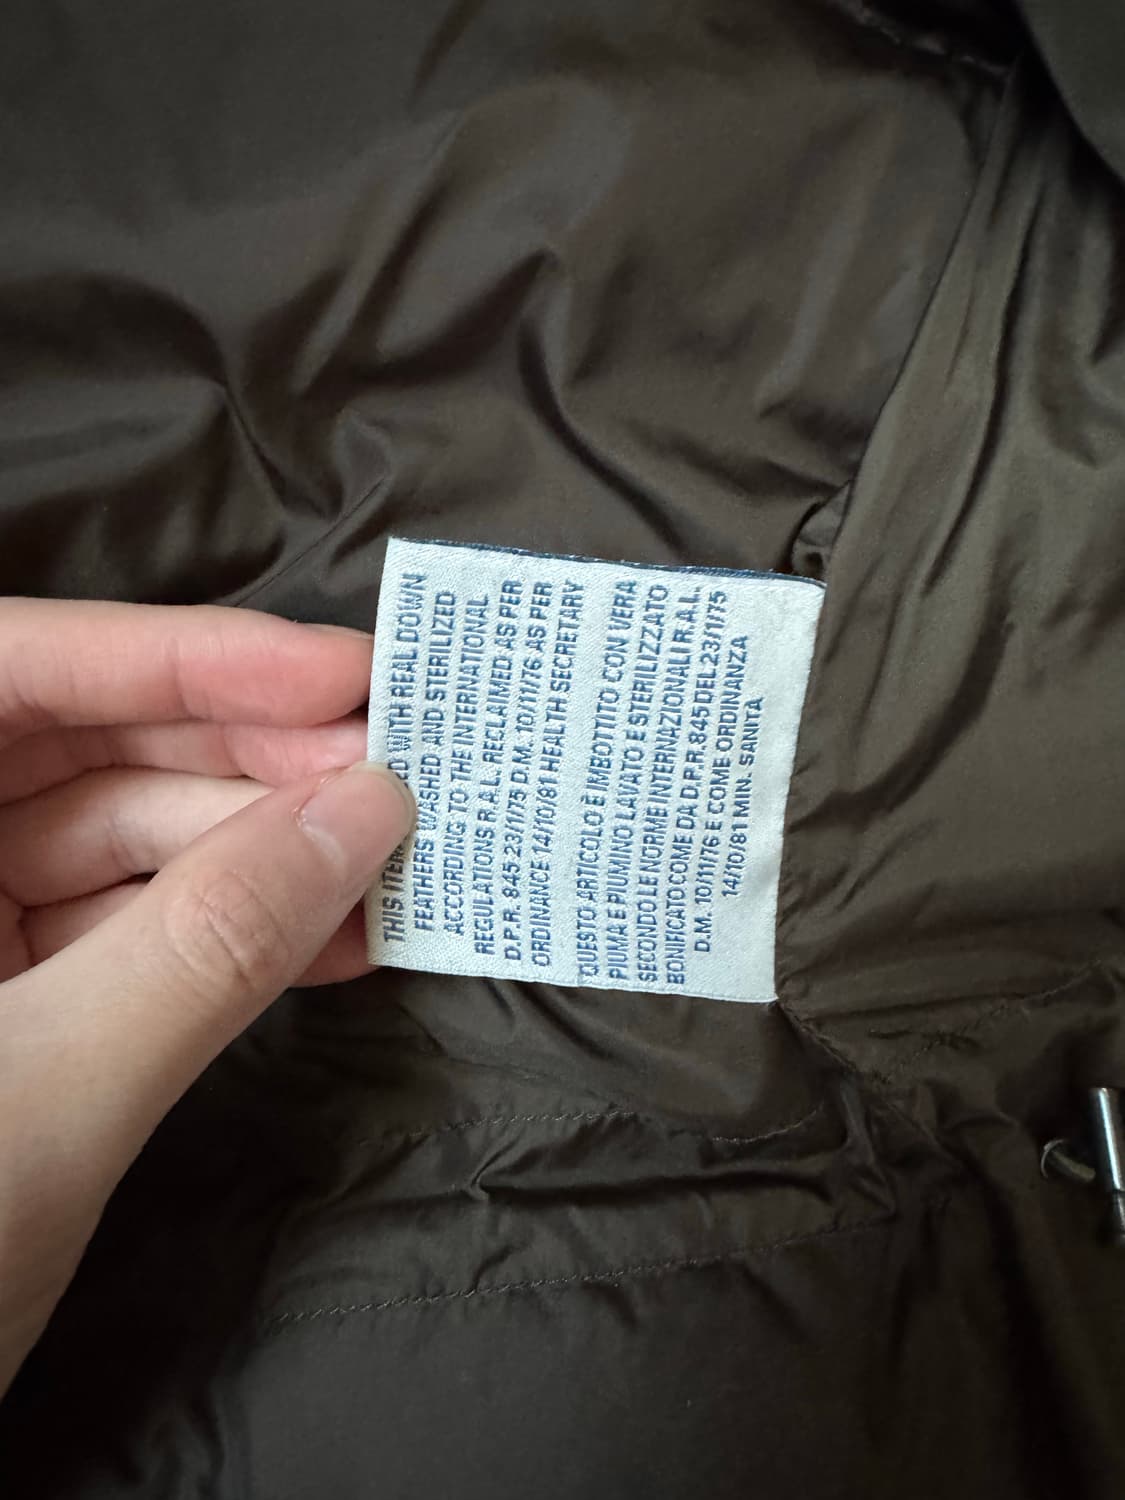 THIS ITEM WITH REAL DOWN
FEATHERS WASHED AND STERILIZED
ACCORDING TO THE INTERNATIONAL
REGULATIONS R.A.L. RECLAIMED AS PER
D.P.R. 845 23/1/75 D.M. 10/11/76 AS PER
ORDINANCE 14/10/81 HEALTH SECRETARY
QUESTO ARTICOLO È IMBOTTITO CON VERA
PIUMA E PIUMINO LAVATO E STERILIZZATO
SECONDO LE NORME INTERNAZIONALI R.A.L.
BONIFICATO COME DA D.P.R. 845 DEL 23/1/75
D.M. 10/11/76 E COME ORDINANZA
14/10/81 MIN. SANITÀ